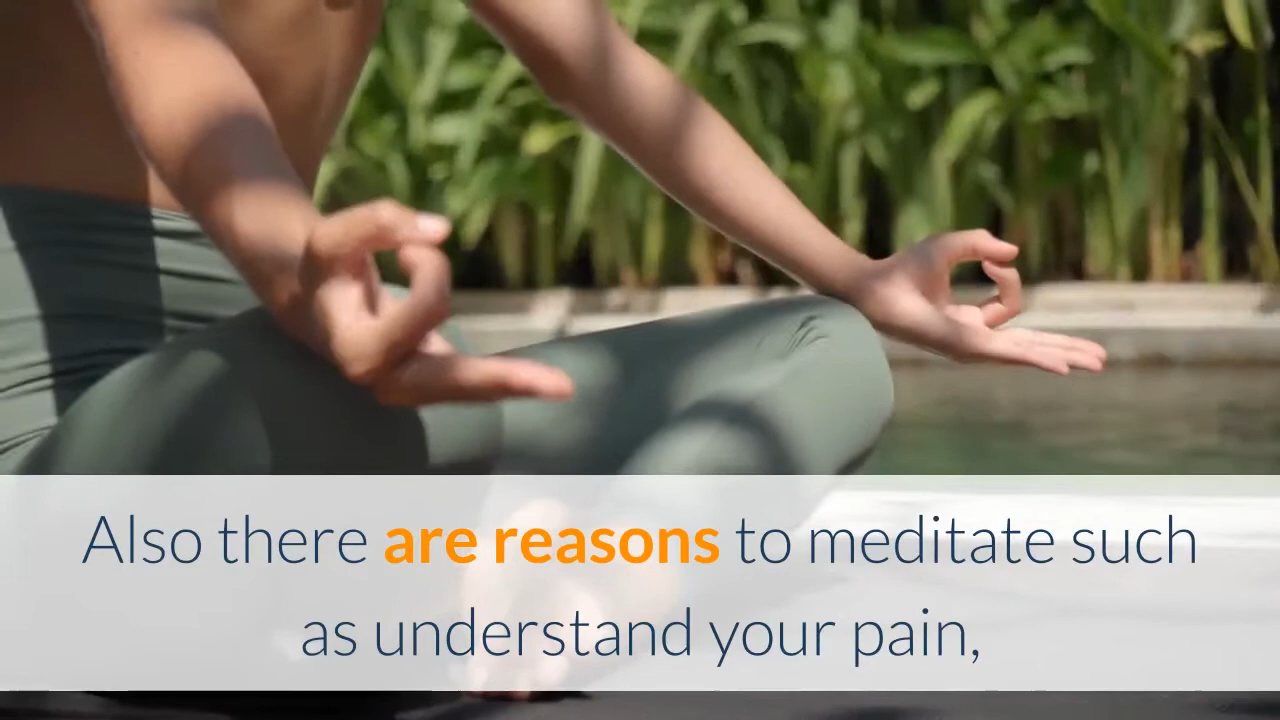 Also there are reasons to meditate such
as understand your pain,